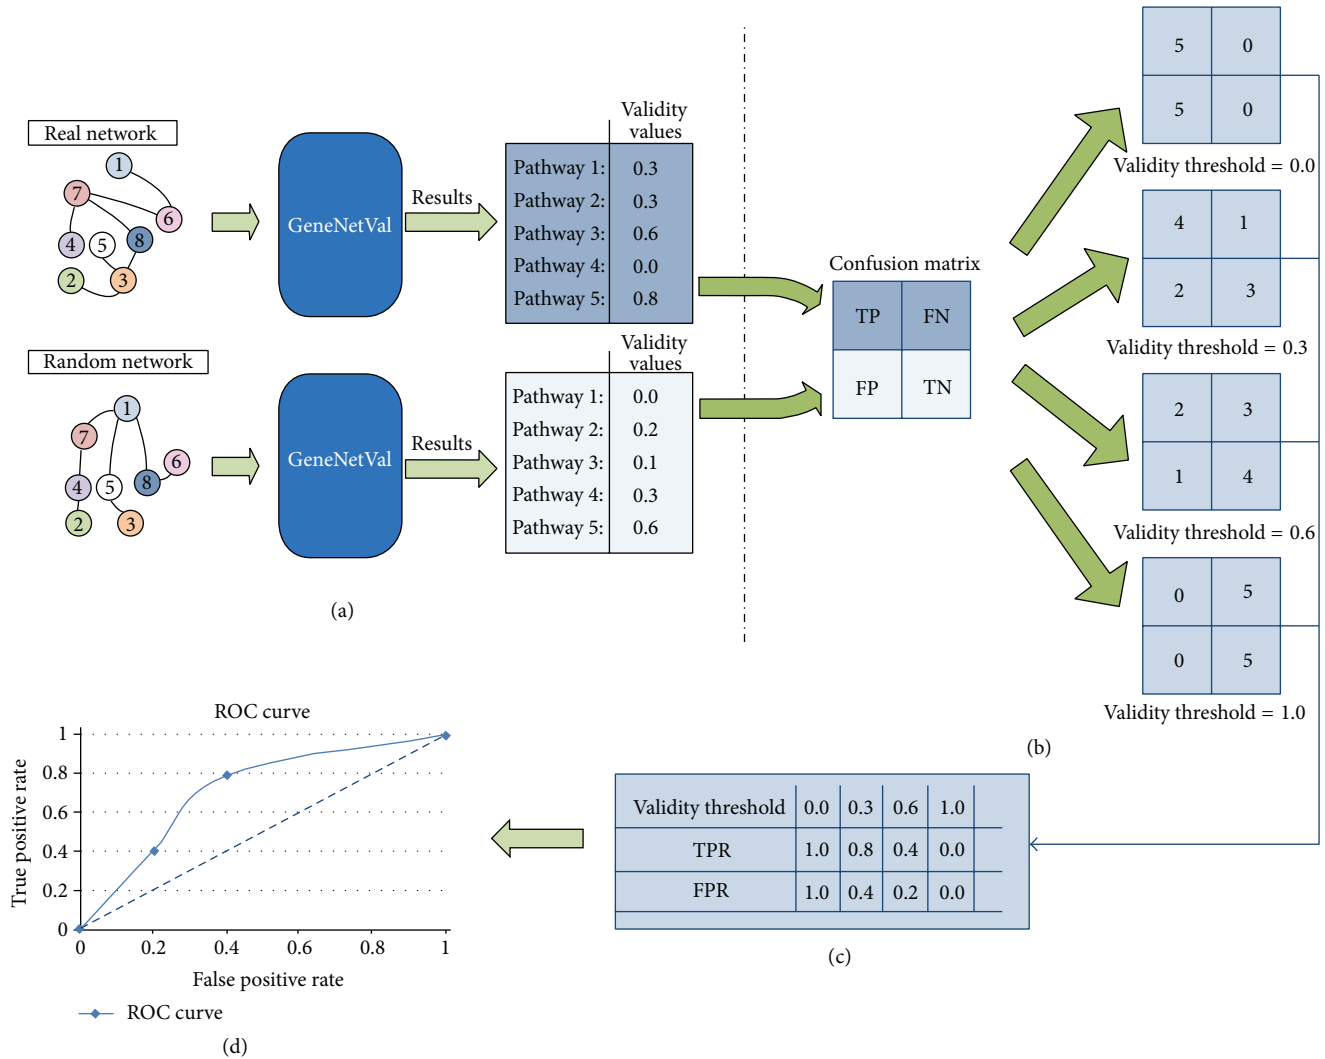 Real network
1
7
6
8
4
5
2
3
GeneNetVal
Results
Validity
values
Pathway 1: 0.3
Pathway 2: 0.3
Pathway 3: 0.6
Pathway 4: 0.0
Pathway 5: 0.8
Random network
1
7
6
4
5
8
2
3
GeneNetVal
Results
Validity
values
Pathway 1: 0.0
Pathway 2: 0.2
Pathway 3: 0.1
Pathway 4: 0.3
Pathway 5: 0.6
(a)
Confusion matrix
TP FN
FP TN
5 0
5 0
Validity threshold = 0.0
4 1
2 3
Validity threshold = 0.3
2 3
1 4
Validity threshold = 0.6
0 5
0 5
Validity threshold = 1.0
(b)
Validity threshold 0.0 0.3 0.6 1.0
TPR 1.0 0.8 0.4 0.0
FPR 1.0 0.4 0.2 0.0
(c)
ROC curve
True positive rate
1
0.8
0.6
0.4
0.2
0
0 0.2 0.4 0.6 0.8 1
False positive rate
ROC curve
(d)